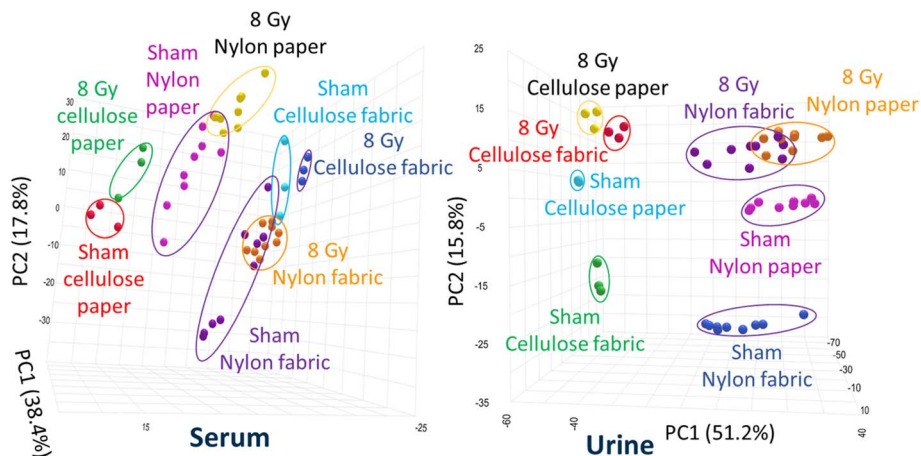 8 Gy
Nylon paper
Sham
Nylon
paper
8 Gy
cellulose
paper
Sham
Cellulose fabric
8 Gy
Cellulose fabric
30
20
10
0
-10
-20
-30
PC2 (17.8%)
PC1 (38.4%)
Sham
cellulose
paper
8 Gy
Nylon fabric
Sham
Nylon fabric
15
-25
Serum
25
15
5
-5
-15
-25
-35
PC2 (15.8%)
8 Gy
Cellulose paper
8 Gy
Cellulose fabric
Sham
Cellulose paper
Sham
Cellulose fabric
8 Gy
Nylon fabric
8 Gy
Nylon paper
Sham
Nylon paper
Sham
Nylon fabric
-70
-50
-30
-10
10
-60
-40
40
PC1 (51.2%)
Urine